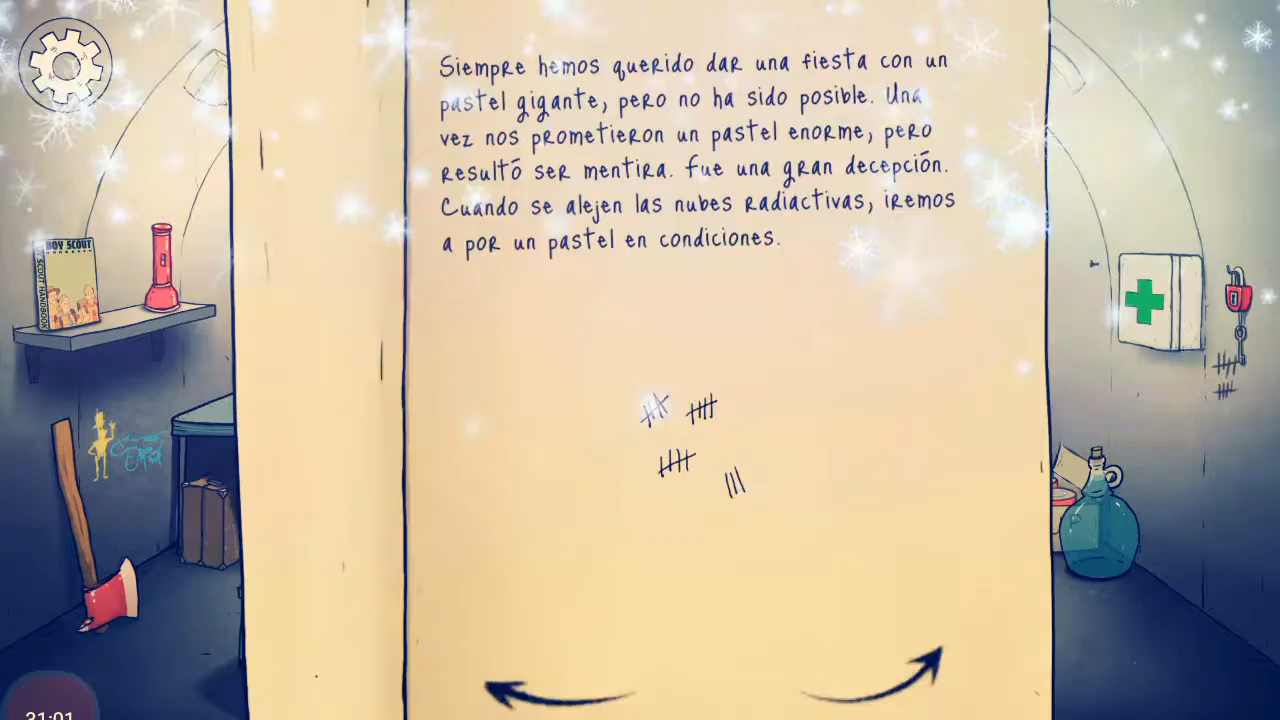 Siempre hemos querido dar una fiesta con un
pastel gigante, pero no ha sido posible. Una
vez nos prometieron un pastel enorme, pero
resultó ser mentira. Fue una gran decepción.
Cuando se alejen las nubes radiactivas, iremos
a por un pastel en condiciones.
BOY SCOUT
SCOUT HANDBOOK
31:01